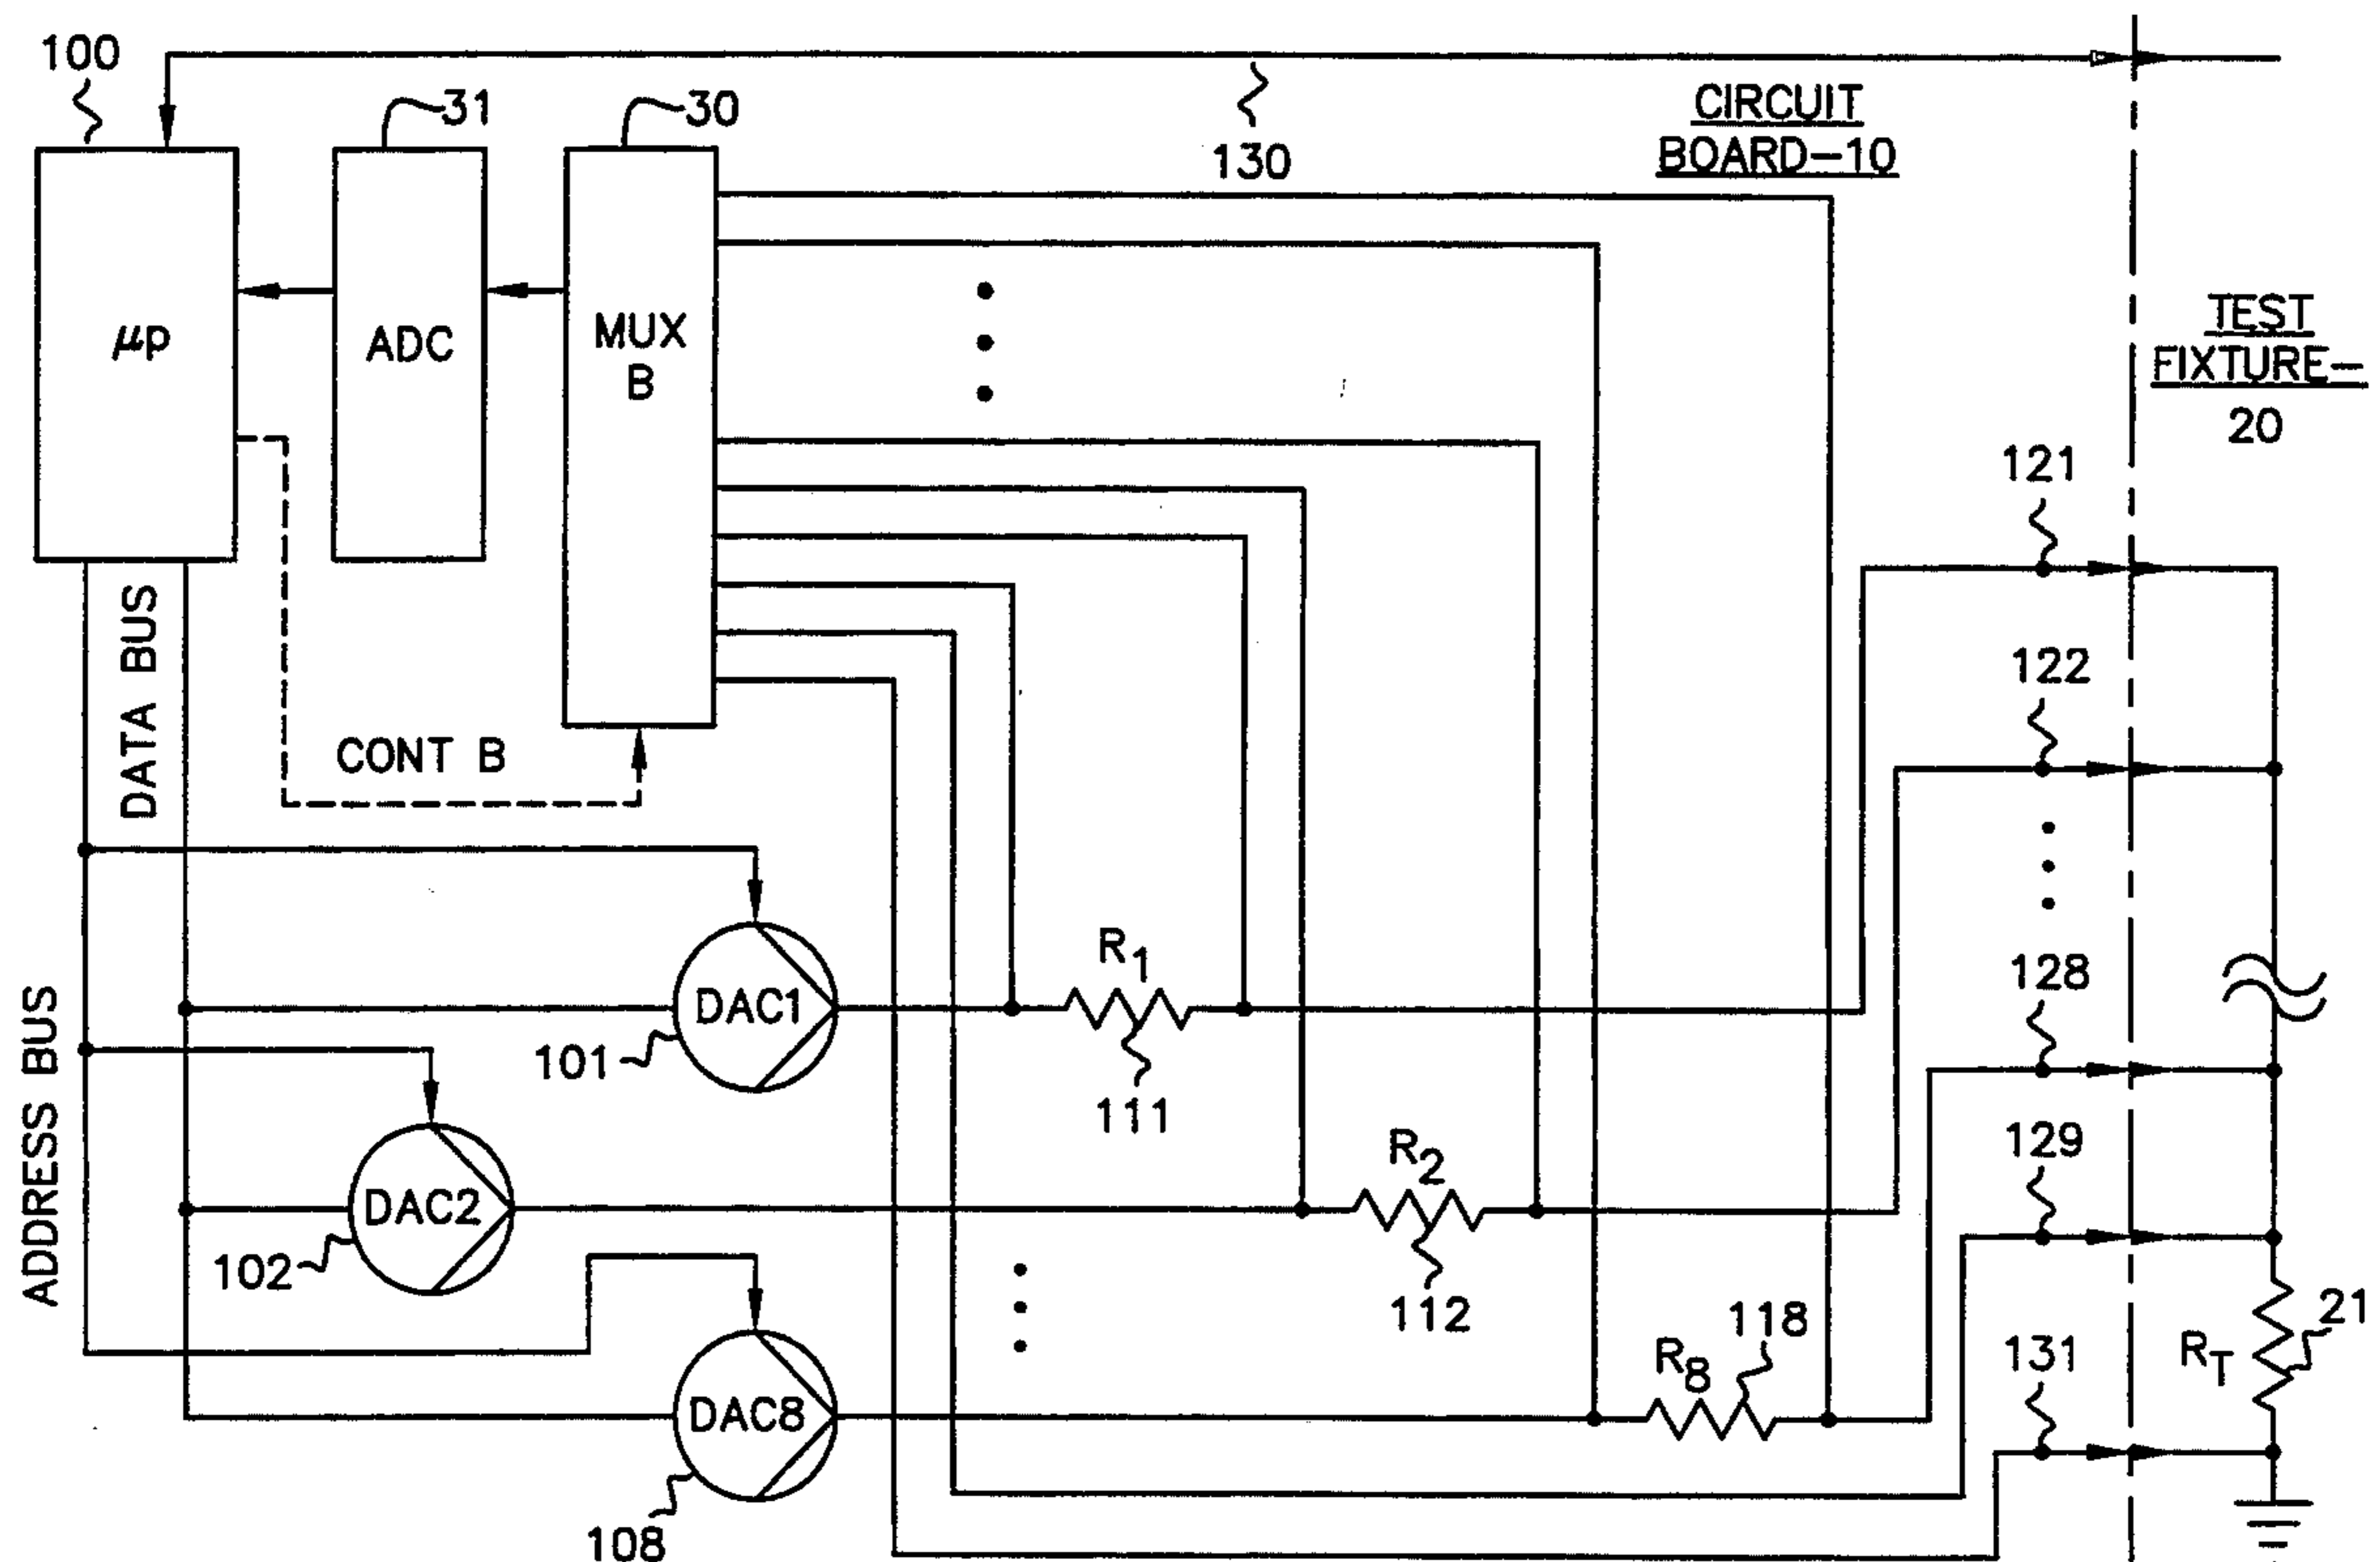 100
31
30
130
CIRCUIT
BOARD-10
μp
ADC
MUX
B
TEST
FIXTURE-
20
121
DATA BUS
CONT B
122
128
R1
DAC1
101
111
ADDRESS BUS
129
R2
DAC2
102
112
118
21
R8
131
RT
DAC8
108